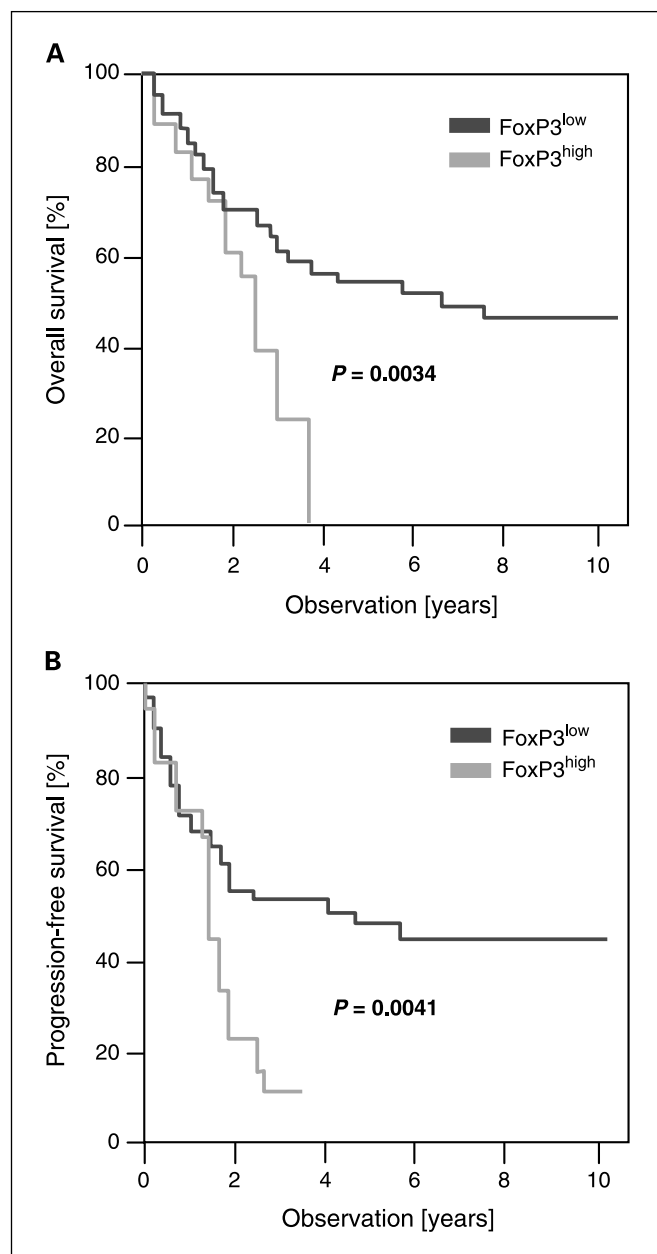 A
100
80
60
40
20
0
Overall survival [%]
FoxP3low
FoxP3high
P = 0.0034
0 2 4 6 8 10
Observation [years]
B
100
80
60
40
20
0
Progression-free survival [%]
FoxP3low
FoxP3high
P = 0.0041
0 2 4 6 8 10
Observation [years]